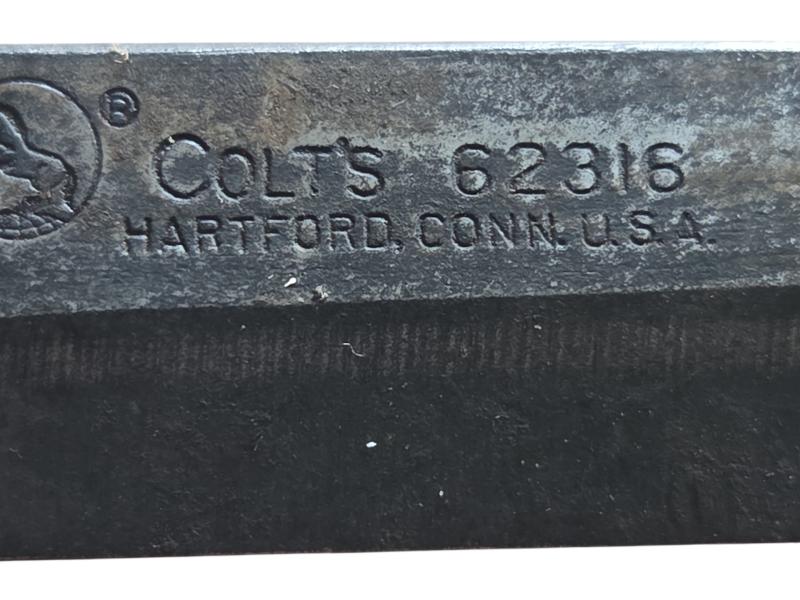 ®
COLT'S 62316
HARTFORD, CONN. U.S.A.